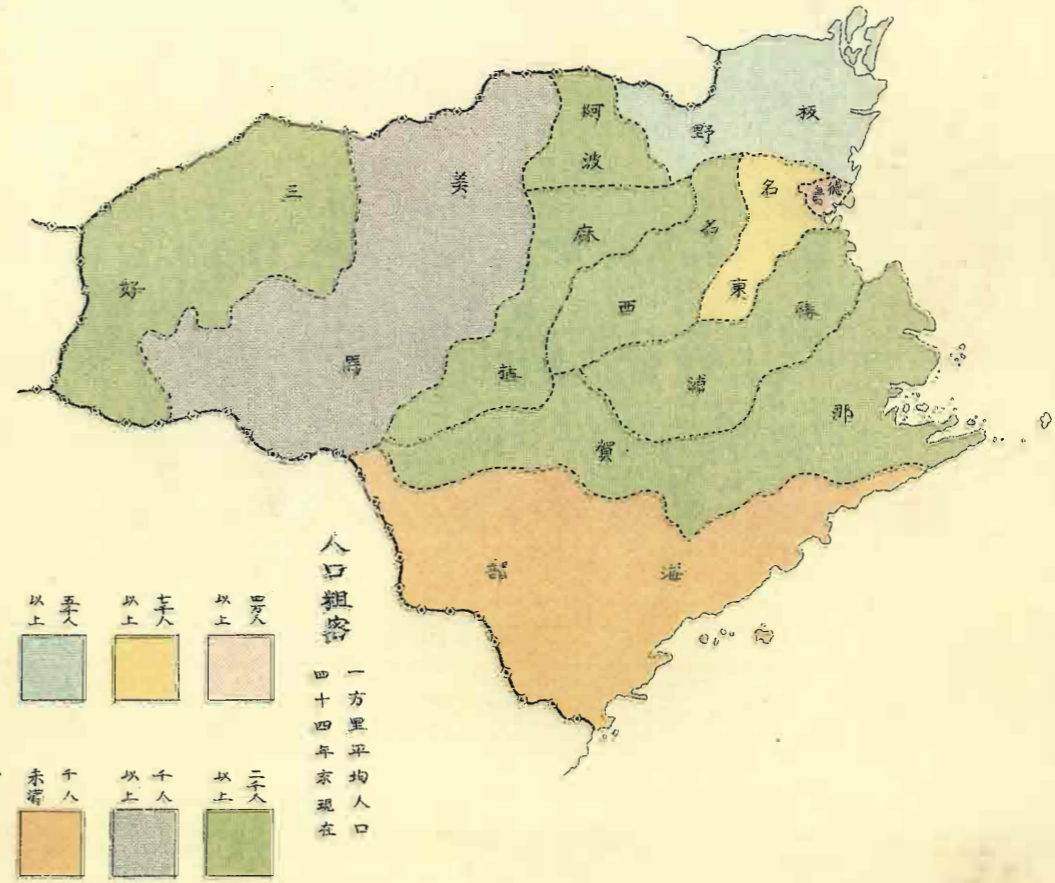 板野
阿波
美馬
三好
德島
名東
名西
麻植
勝浦
那賀
海部
人口粗密
一方里平均人口
四十四年末現在
四万人以上
七千人以上
五千人以上
二千人以上
千人以上
千人未満